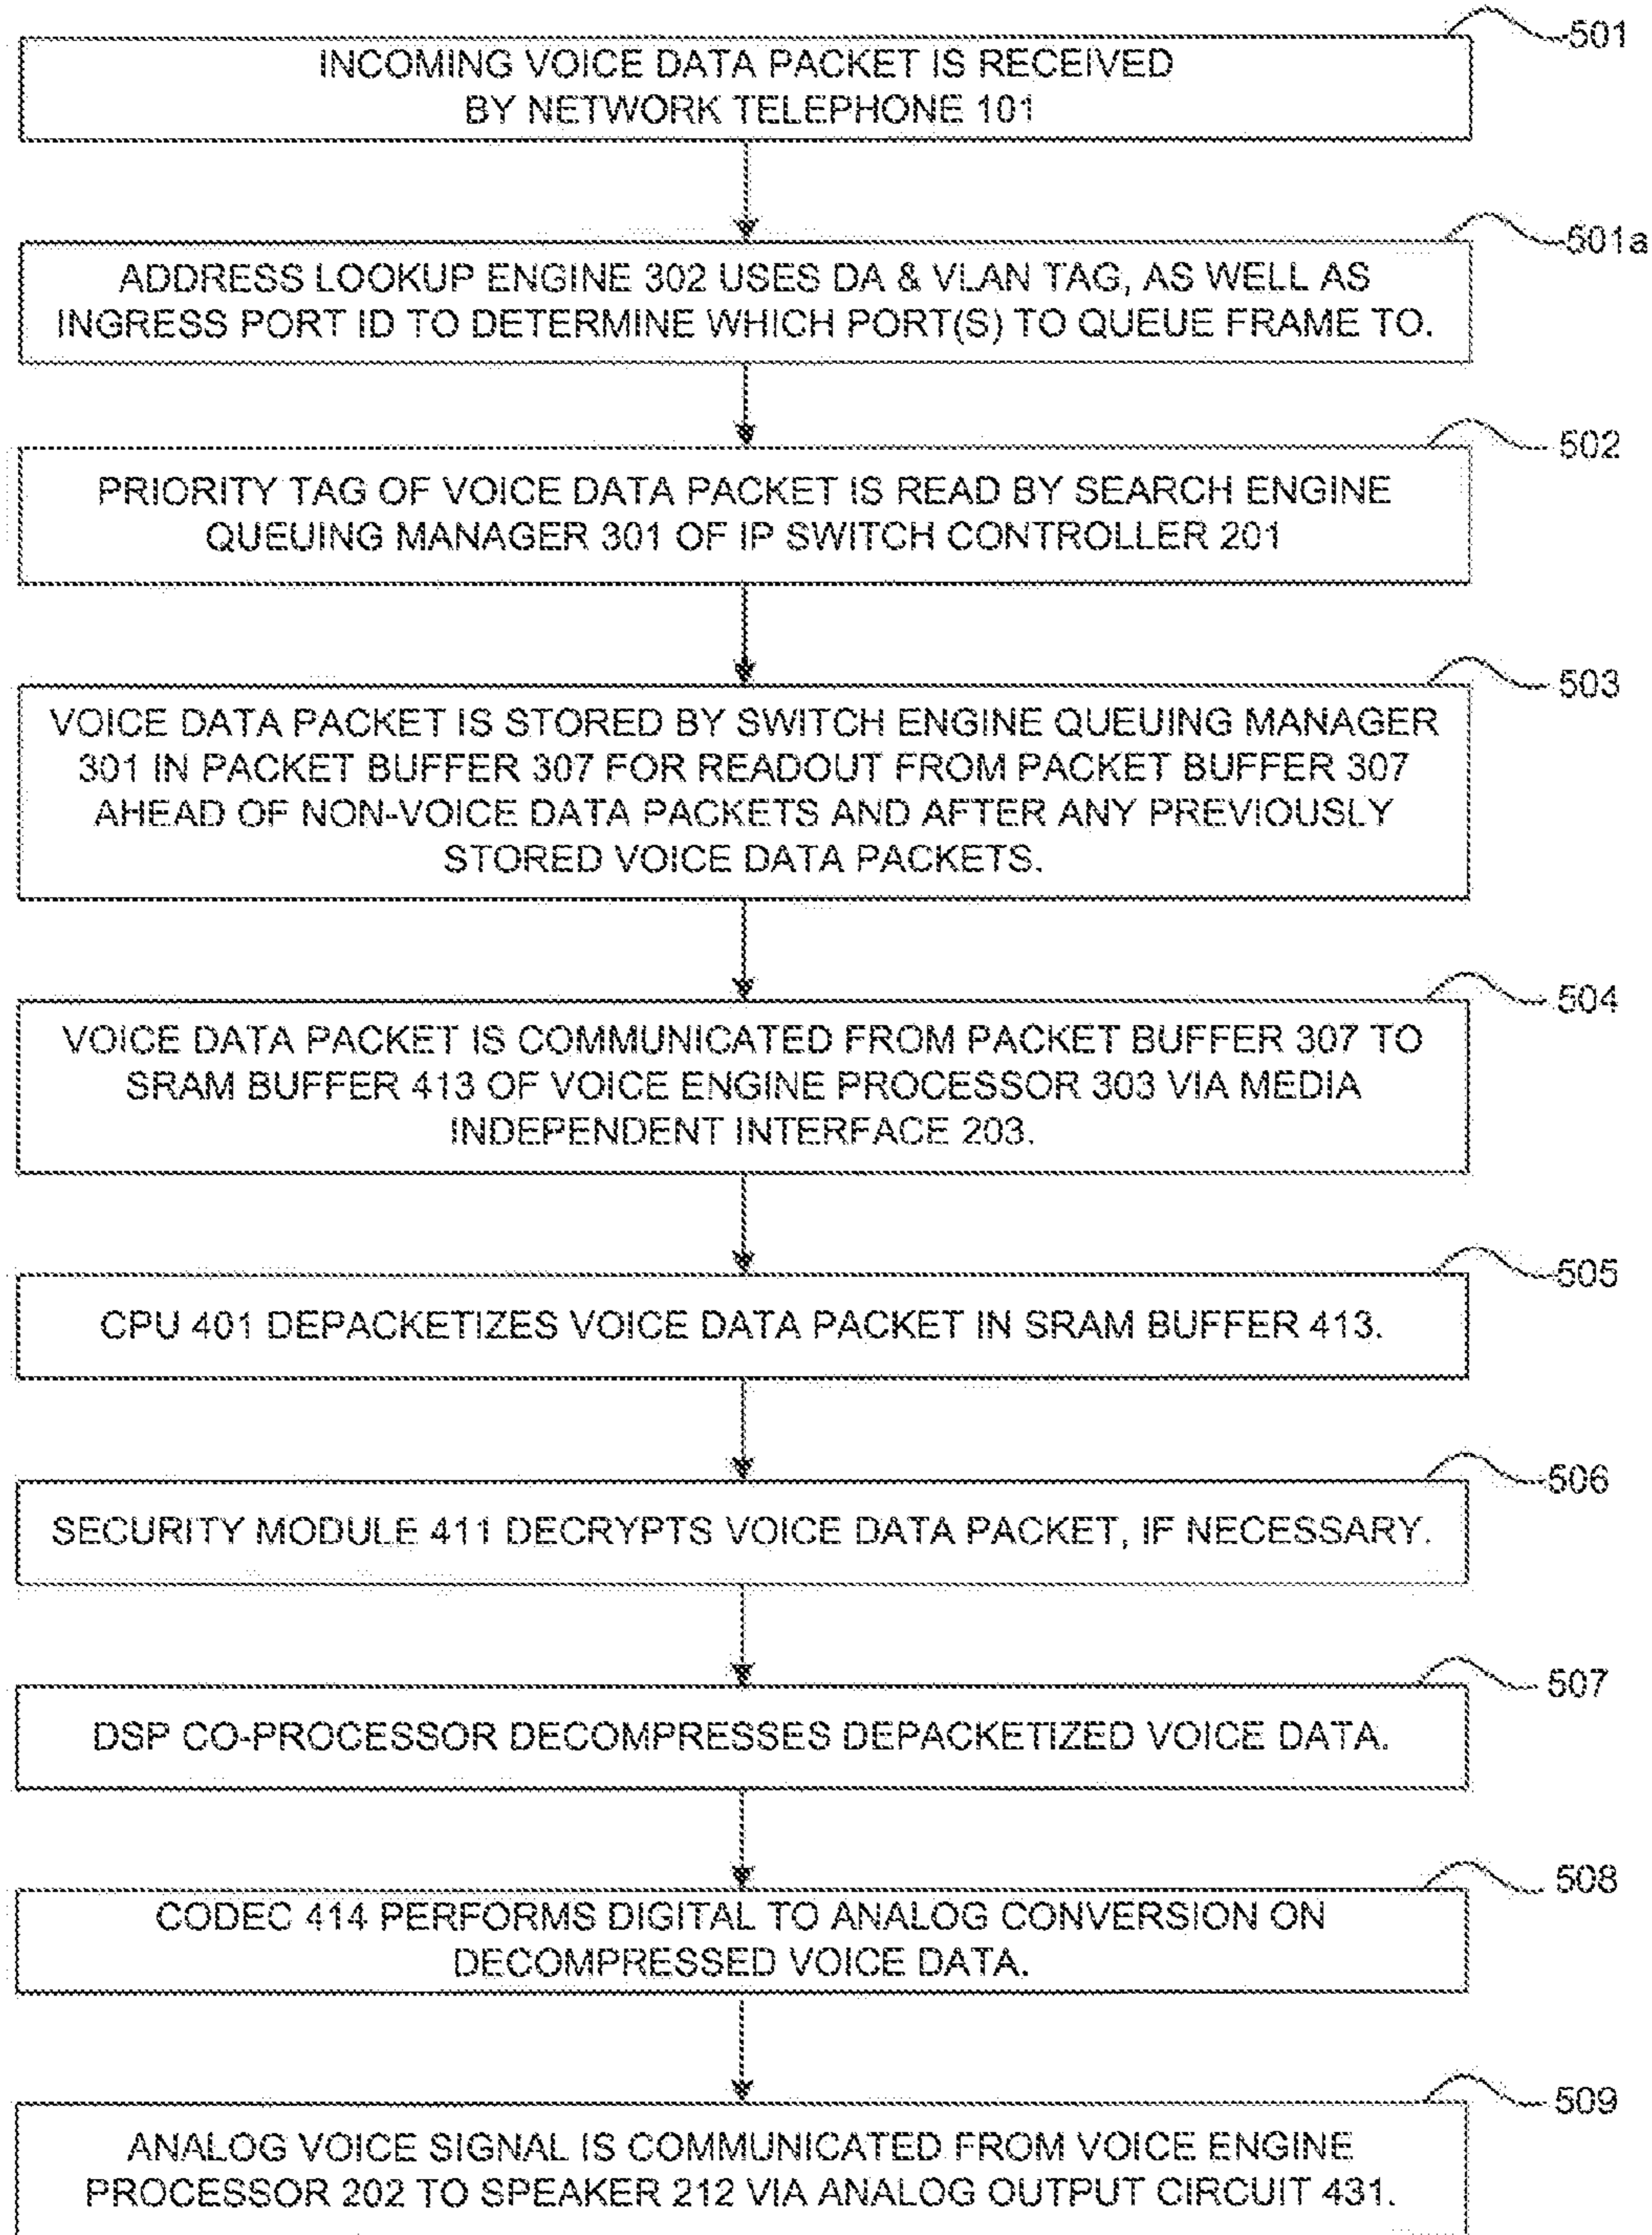 501
INCOMING VOICE DATA PACKET IS RECEIVED
BY NETWORK TELEPHONE 101
501a
ADDRESS LOOKUP ENGINE 302 USES DA & VLAN TAG, AS WELL AS
INGRESS PORT ID TO DETERMINE WHICH PORT(S) TO QUEUE FRAME TO.
502
PRIORITY TAG OF VOICE DATA PACKET IS READ BY SEARCH ENGINE
QUEUING MANAGER 301 OF IP SWITCH CONTROLLER 201
503
VOICE DATA PACKET IS STORED BY SWITCH ENGINE QUEUING MANAGER
301 IN PACKET BUFFER 307 FOR READOUT FROM PACKET BUFFER 307
AHEAD OF NON-VOICE DATA PACKETS AND AFTER ANY PREVIOUSLY
STORED VOICE DATA PACKETS.
504
VOICE DATA PACKET IS COMMUNICATED FROM PACKET BUFFER 307 TO
SRAM BUFFER 413 OF VOICE ENGINE PROCESSOR 303 VIA MEDIA
INDEPENDENT INTERFACE 203.
505
CPU 401 DEPACKETIZES VOICE DATA PACKET IN SRAM BUFFER 413.
506
SECURITY MODULE 411 DECRYPTS VOICE DATA PACKET, IF NECESSARY.
507
DSP CO-PROCESSOR DECOMPRESSES DEPACKETIZED VOICE DATA.
508
CODEC 414 PERFORMS DIGITAL TO ANALOG CONVERSION ON
DECOMPRESSED VOICE DATA.
509
ANALOG VOICE SIGNAL IS COMMUNICATED FROM VOICE ENGINE
PROCESSOR 202 TO SPEAKER 212 VIA ANALOG OUTPUT CIRCUIT 431.